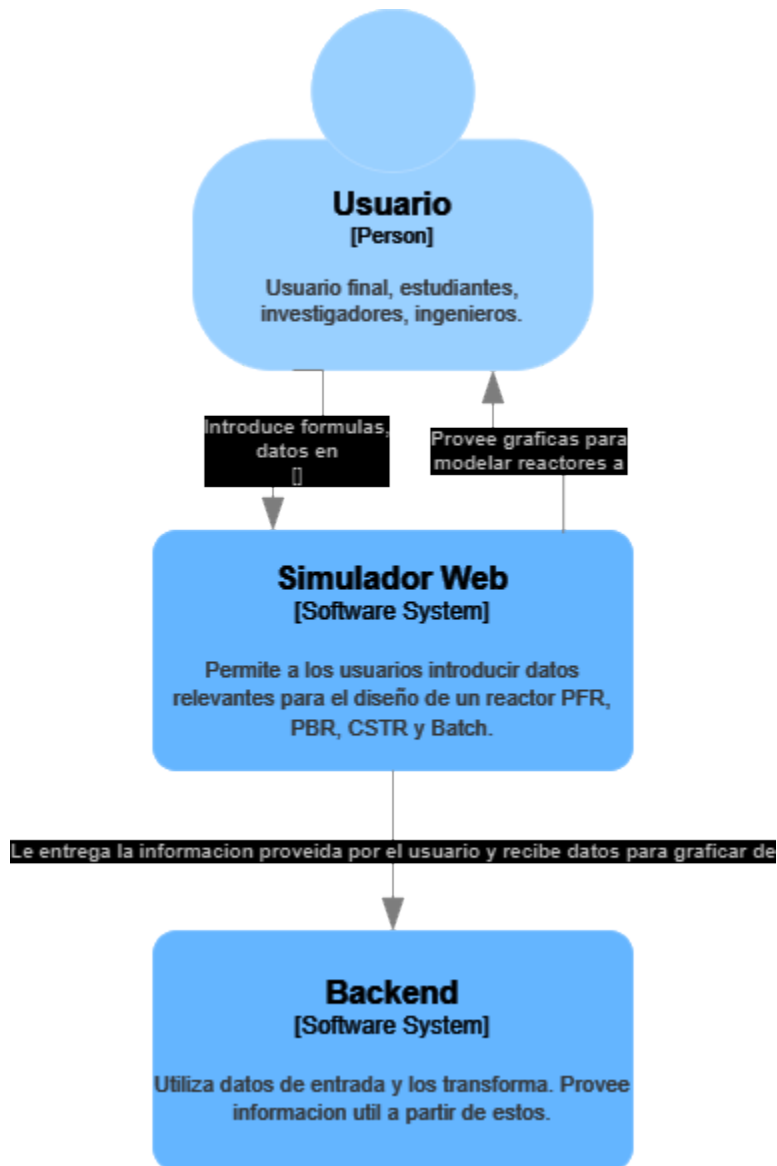 Usuario
[Person]
Usuario final, estudiantes,
investigadores, ingenieros.
Introduce formulas,
datos en
[]
Provee graficas para
modelar reactores a
Simulador Web
[Software System]
Permite a los usuarios introducir datos
relevantes para el diseño de un reactor PFR,
PBR, CSTR y Batch.
Le entrega la informacion proveida por el usuario y recibe datos para graficar de
Backend
[Software System]
Utiliza datos de entrada y los transforma. Provee
informacion util a partir de estos.